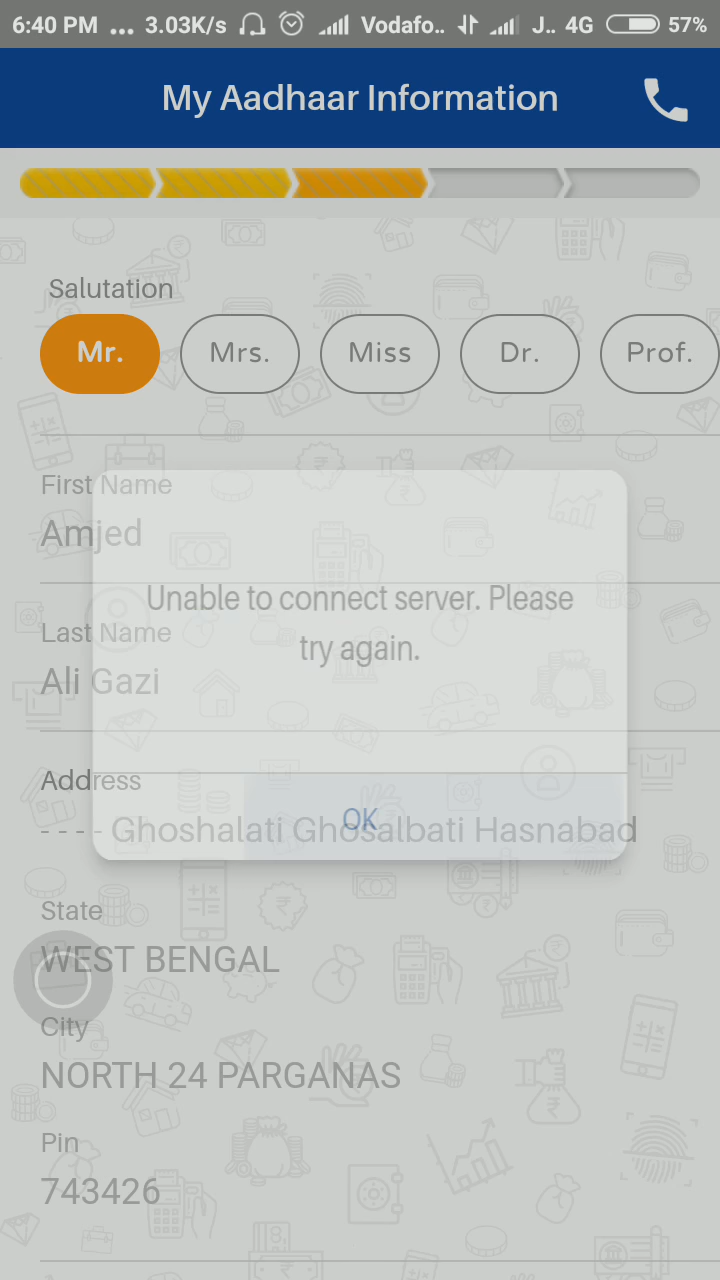 6:40 PM ... 3.03K/s Vodafo.. J.. 4G 57%
My Aadhaar Information
Salutation
Mr. Mrs. Miss Dr. Prof.
First Name
Amjed
Unable to connect server. Please
try again.
Last Name
Ali Gazi
Address
OK
---- Ghoshalati Ghosalbati Hasnabad
State
WEST BENGAL
City
NORTH 24 PARGANAS
Pin
743426